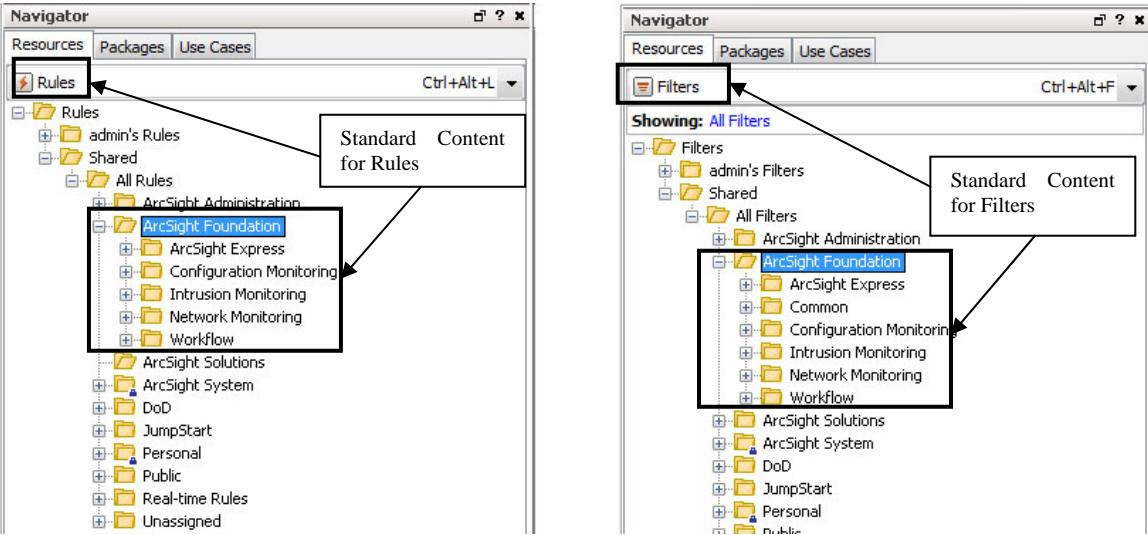 Navigator
Resources Packages Use Cases
Rules Ctrl+Alt+L
Rules
admin's Rules
Shared
All Rules
ArcSight Administration
ArcSight Foundation
ArcSight Express
Configuration Monitoring
Intrusion Monitoring
Network Monitoring
Workflow
ArcSight Solutions
ArcSight System
DoD
JumpStart
Personal
Public
Real-time Rules
Unassigned
Standard Content
for Rules
Navigator
Resources Packages Use Cases
Filters Ctrl+Alt+F
Showing: All Filters
Filters
admin's Filters
Shared
All Filters
ArcSight Administration
ArcSight Foundation
ArcSight Express
Common
Configuration Monitoring
Intrusion Monitoring
Network Monitoring
Workflow
ArcSight Solutions
ArcSight System
DoD
JumpStart
Personal
Public
Standard Content
for Filters